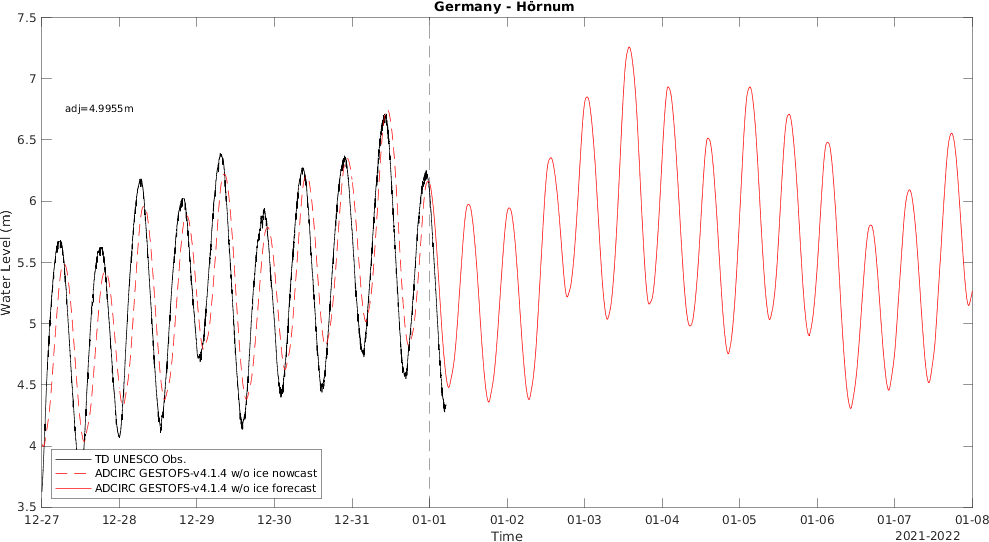 Germany - Hörnum
7.5
7
6.5
6
5.5
5
4.5
4
3.5
Water Level (m)
adj=4.9955m
TD UNESCO Obs.
ADCIRC GESTOFS-v4.1.4 w/o ice nowcast
ADCIRC GESTOFS-v4.1.4 w/o ice forecast
12-27 12-28 12-29 12-30 12-31 01-01 01-02 01-03 01-04 01-05 01-06 01-07 01-08
Time
2021-2022